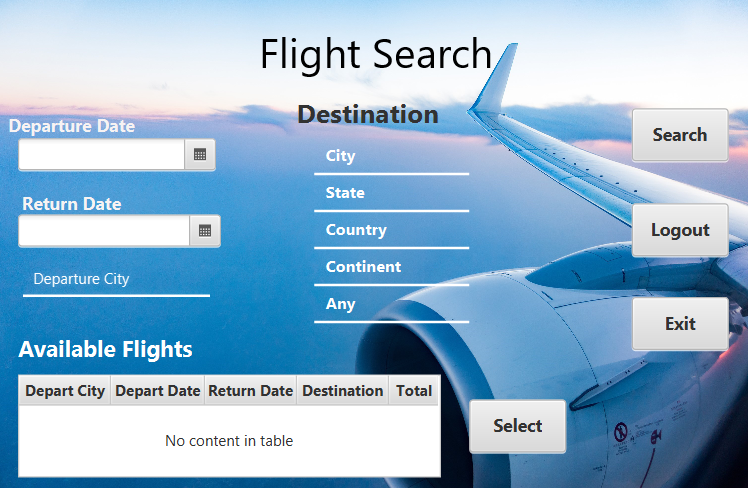 Flight Search
Departure Date
Return Date
Departure City
Destination
City
State
Country
Continent
Any
Search
Logout
Exit
Available Flights
Depart City Depart Date Return Date Destination Total
No content in table
Select